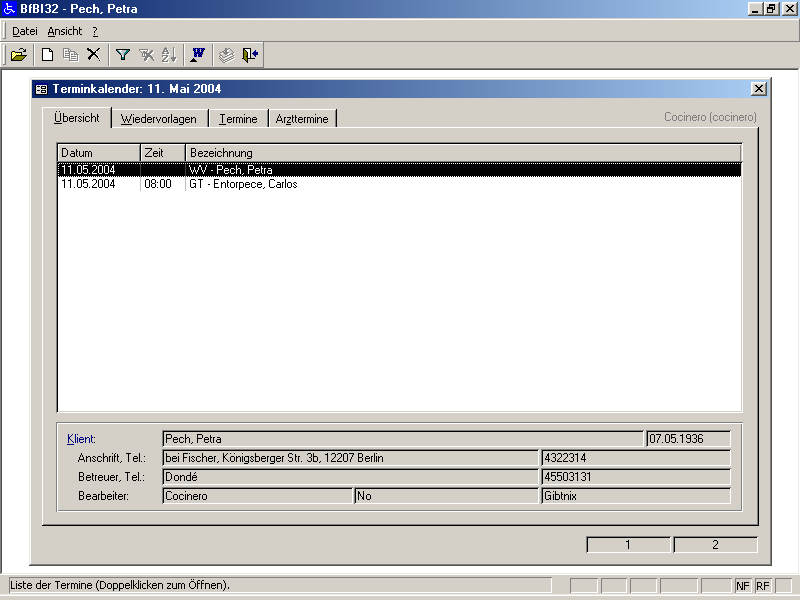 BfBI32 - Pech, Petra
Datei Ansicht ?
Terminkalender: 11. Mai 2004
Übersicht Wiedervorlagen Termine Arzttermine Cocinero (cocinero)
Datum Zeit Bezeichnung
11.05.2004 WV - Pech, Petra
11.05.2004 08:00 GT - Entorpece, Carlos
Klient: Pech, Petra 07.05.1936
Anschrift, Tel.: bei Fischer, Königsberger Str. 3b, 12207 Berlin 4322314
Betreuer, Tel.: Dondé 45503131
Bearbeiter: Cocinero No Gibtnix
1 2
Liste der Termine (Doppelklicken zum Öffnen). NF RF